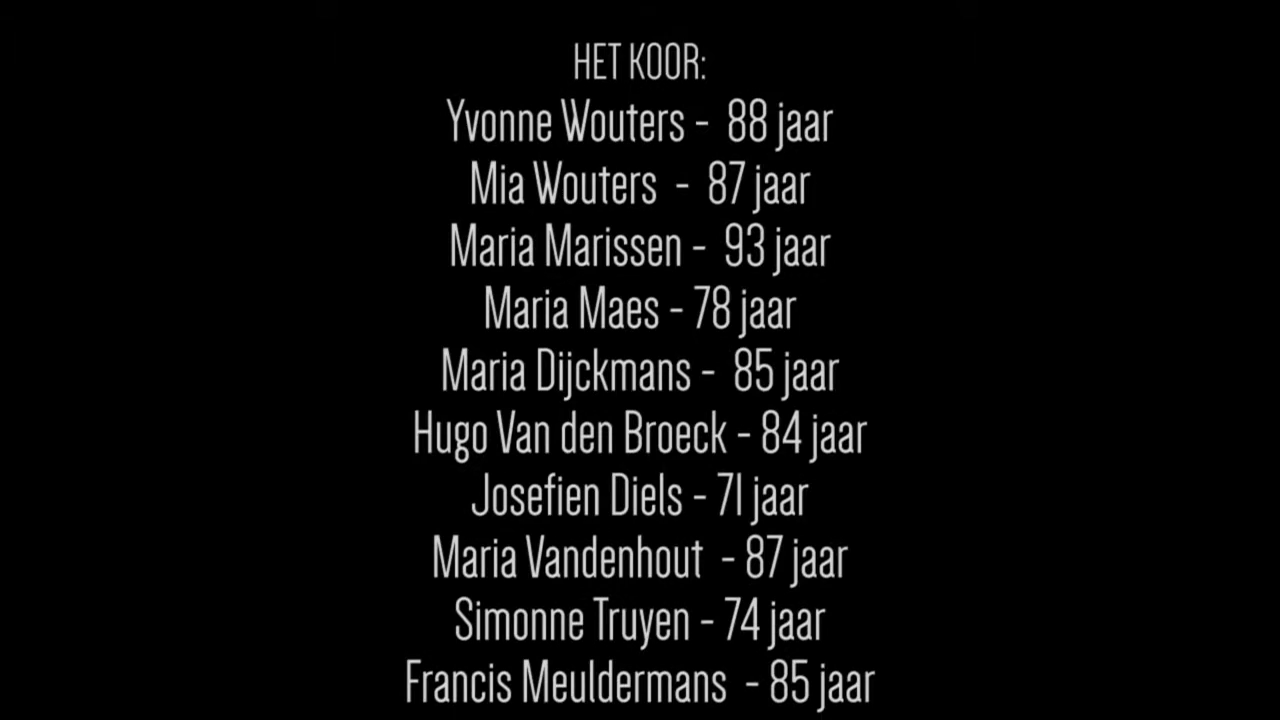 HET KOOR:
Yvonne Wouters - 88 jaar
Mia Wouters - 87 jaar
Maria Marissen - 93 jaar
Maria Maes - 78 jaar
Maria Dijckmans - 85 jaar
Hugo Van den Broeck - 84 jaar
Josefien Diels - 71 jaar
Maria Vandenhout - 87 jaar
Simonne Truyen - 74 jaar
Francis Meuldermans - 85 jaar